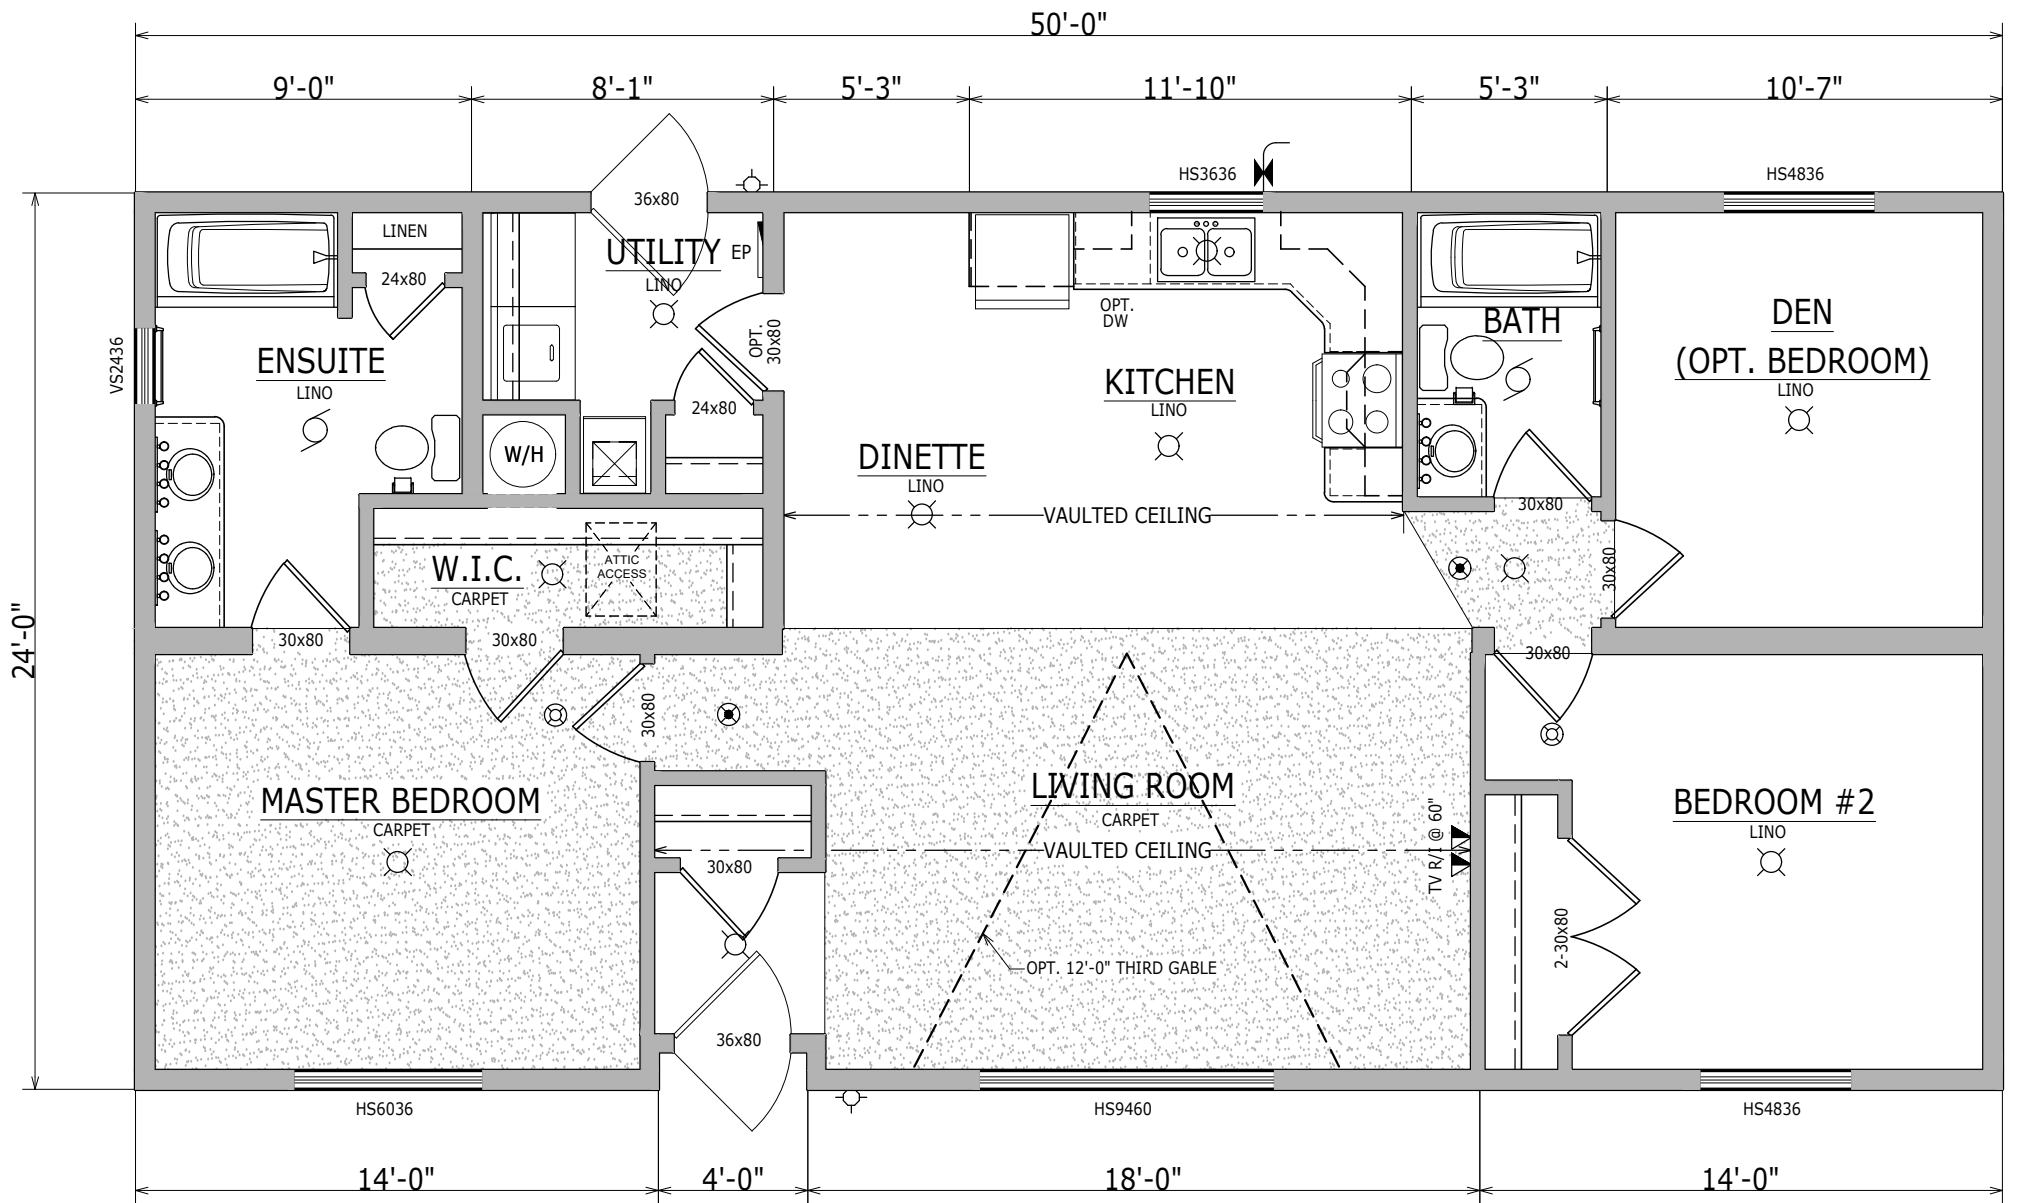 50'-0"
9'-0"
8'-1"
5'-3"
11'-10"
5'-3"
10'-7"
HS3636
HS4836
36x80
LINEN
24x80
UTILITY
LINO
EP
OPT.
30x80
24x80
OPT.
DW
BATH
DEN
(OPT. BEDROOM)
LINO
VS2436
ENSUITE
LINO
KITCHEN
LINO
W/H
DINETTE
LINO
VAULTED CEILING
30x80
30x80
24'-0"
W.I.C.
CARPET
ATTIC
ACCESS
30x80
30x80
30x80
30x80
MASTER BEDROOM
CARPET
LIVING ROOM
CARPET
VAULTED CEILING
TV R/I @ 60"
BEDROOM #2
LINO
30x80
2-30x80
OPT. 12'-0" THIRD GABLE
36x80
HS6036
HS9460
HS4836
14'-0"
4'-0"
18'-0"
14'-0"